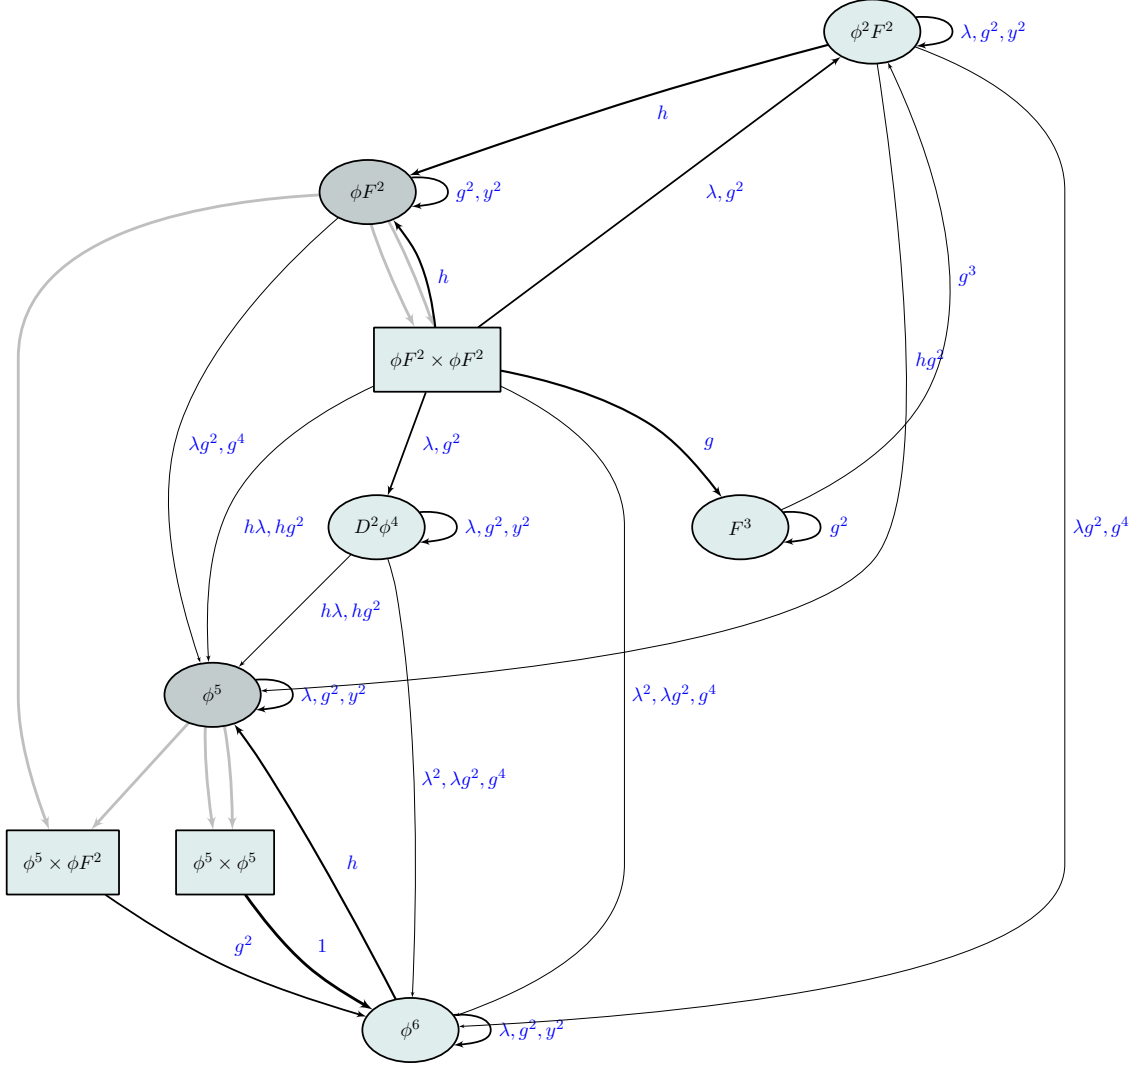 ϕ²F²
λ, g², y²
h
ϕF²
g², y²
λ, g²
h
g³
ϕF² × ϕF²
hg²
λg², g⁴
λ, g²
g
hλ, hg²
D²ϕ⁴
λ, g², y²
F³
g²
λg², g⁴
hλ, hg²
ϕ⁵
λ, g², y²
λ², λg², g⁴
λ², λg², g⁴
ϕ⁵ × ϕF²
ϕ⁵ × ϕ⁵
h
g²
1
ϕ⁶
λ, g², y²